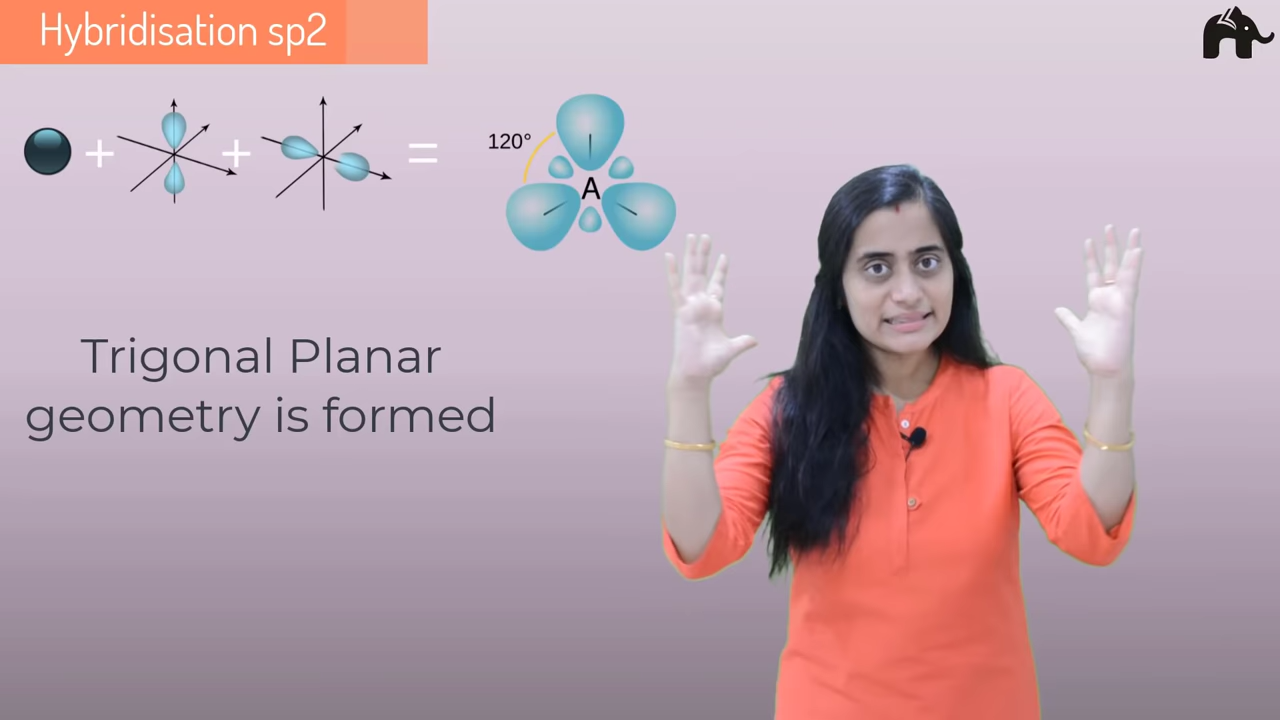 Hybridisation sp2
+ + =
120°
A
Trigonal Planar
geometry is formed